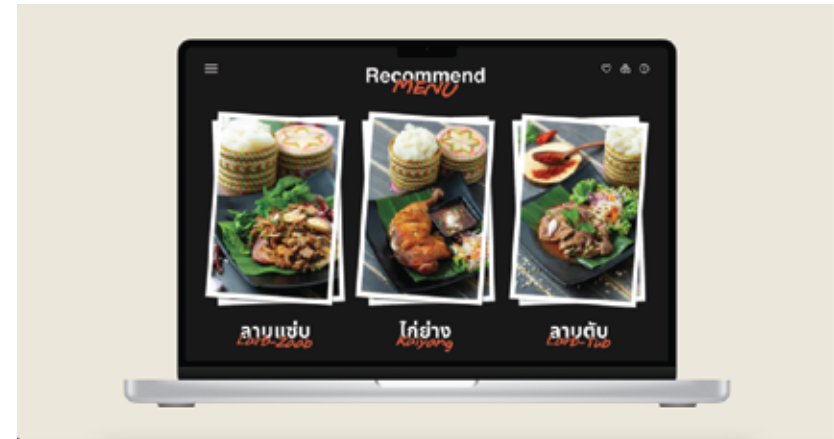 Recommend
MENU
ลาบแซ่บ
Larb-Zaab
ไก่ย่าง
Kaiyang
ลาบตับ
Larb-Tub